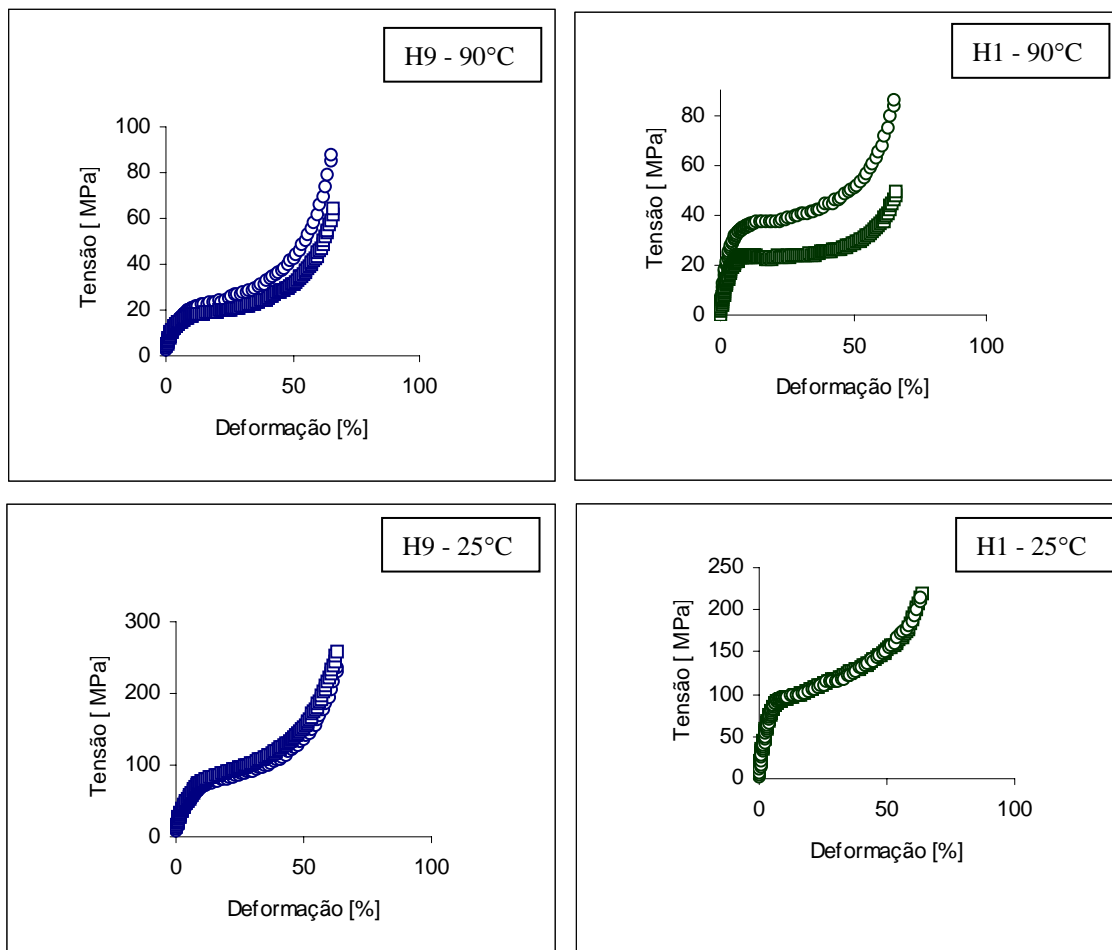 H9 - 90°C
Tensão [ MPa]
100
80
60
40
20
0
0 50 100
Deformação [%]
H1 - 90°C
Tensão [ MPa]
80
60
40
20
0
0 50 100
Deformação [%]
H9 - 25°C
Tensão [ MPa]
300
200
100
0
0 50 100
Deformação [%]
H1 - 25°C
Tensão [ MPa]
250
200
150
100
50
0
0 50 100
Deformação [%]